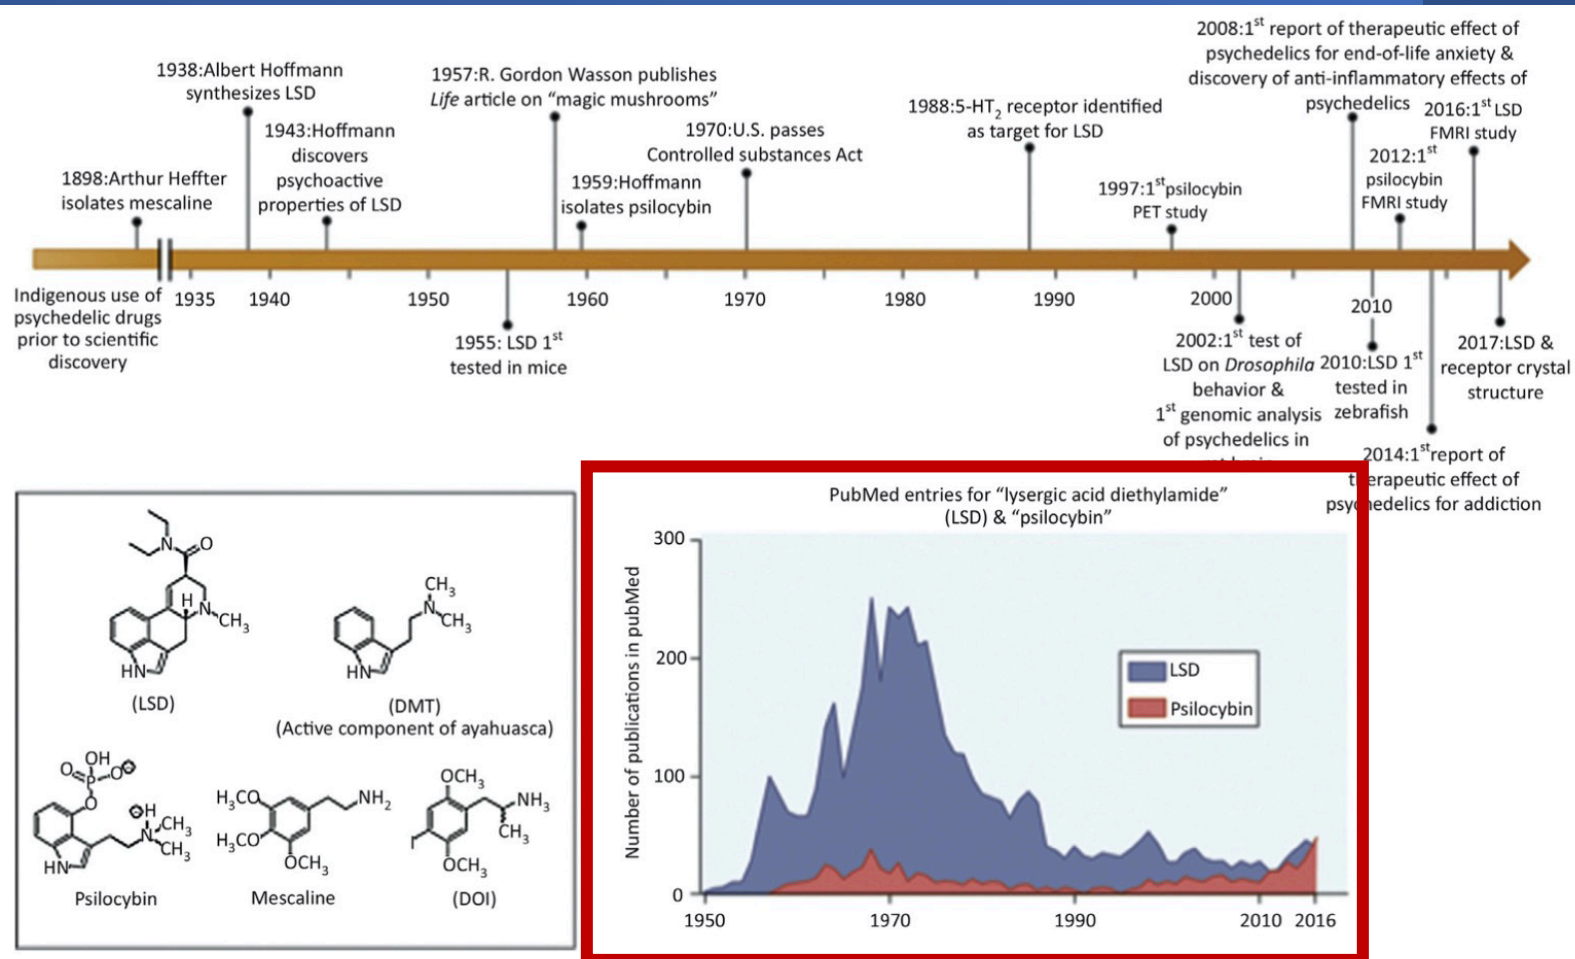 1898:Arthur Heffter
isolates mescaline
1938:Albert Hoffmann
synthesizes LSD
1943:Hoffmann
discovers
psychoactive
properties of LSD
1957:R. Gordon Wasson publishes
Life article on “magic mushrooms”
1959:Hoffmann
isolates psilocybin
1970:U.S. passes
Controlled substances Act
1988:5-HT2 receptor identified
as target for LSD
1997:1st psilocybin
PET study
2008:1st report of therapeutic effect of
psychedelics for end-of-life anxiety &
discovery of anti-inflammatory effects of
psychedelics
2012:1st
psilocybin
FMRI study
2016:1st LSD
FMRI study
Indigenous use of
psychedelic drugs
prior to scientific
discovery
1935
1940
1950
1960
1970
1980
1990
2000
2010
1955: LSD 1st
tested in mice
2002:1st test of
LSD on Drosophila
behavior &
1st genomic analysis
of psychedelics in
2010:LSD 1st
tested in
zebrafish
2014:1st report of
therapeutic effect of
psychedelics for addiction
2017:LSD &
receptor crystal
structure
N
O
H
N
CH3
HN
(LSD)
CH3
N
CH3
HN
(DMT)
(Active component of ayahuasca)
OH
O
P
O⊖
O
⊖H
N
CH3
CH3
HN
Psilocybin
H3CO
NH2
H3CO
OCH3
Mescaline
OCH3
NH3
CH3
I
OCH3
(DOI)
PubMed entries for “lysergic acid diethylamide”
(LSD) & “psilocybin”
Number of publications in pubMed
300
200
100
0
1950
1970
1990
2010
2016
LSD
Psilocybin